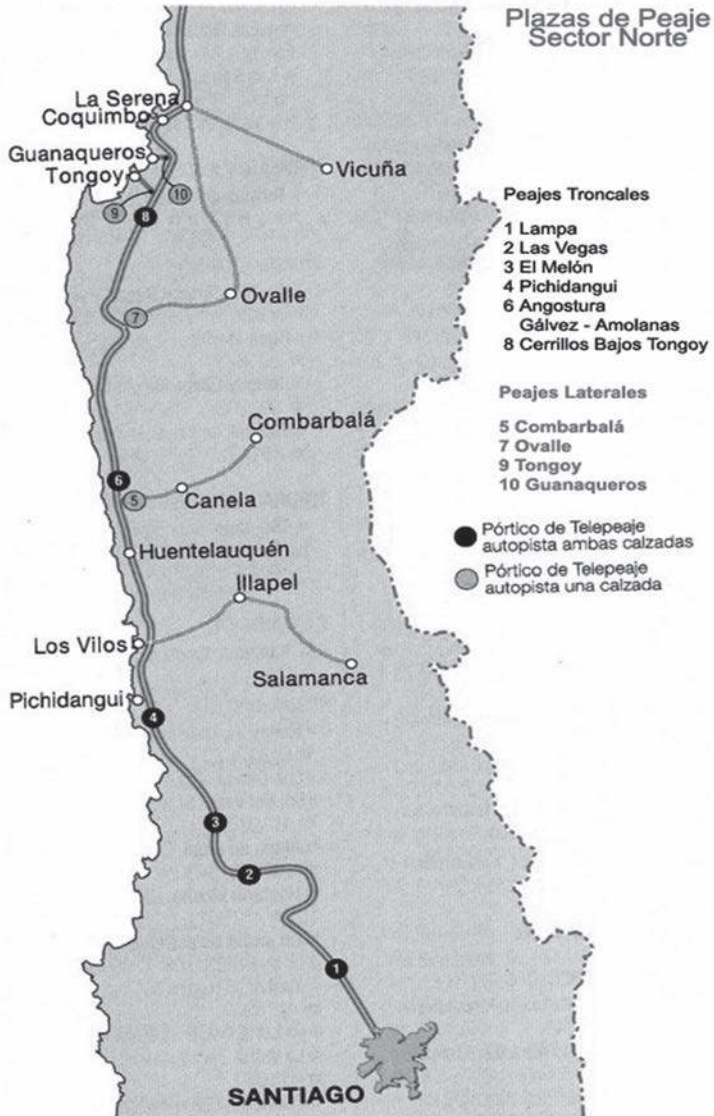 Plazas de Peaje
Sector Norte
La Serena
Coquimbo
Guanaqueros
Tongoy
Vicuña
9
10
8
Ovalle
7
Combarbalá
6
5
Canela
Huentelauquén
Illapel
Los Vilos
Salamanca
Pichidangui
4
3
2
1
SANTIAGO
Peajes Troncales
1 Lampa
2 Las Vegas
3 El Melón
4 Pichidangui
6 Angostura
Gálvez - Amolanas
8 Cerrillos Bajos Tongoy
Peajes Laterales
5 Combarbalá
7 Ovalle
9 Tongoy
10 Guanaqueros
Pórtico de Telepeaje
autopista ambas calzadas
Pórtico de Telepeaje
autopista una calzada